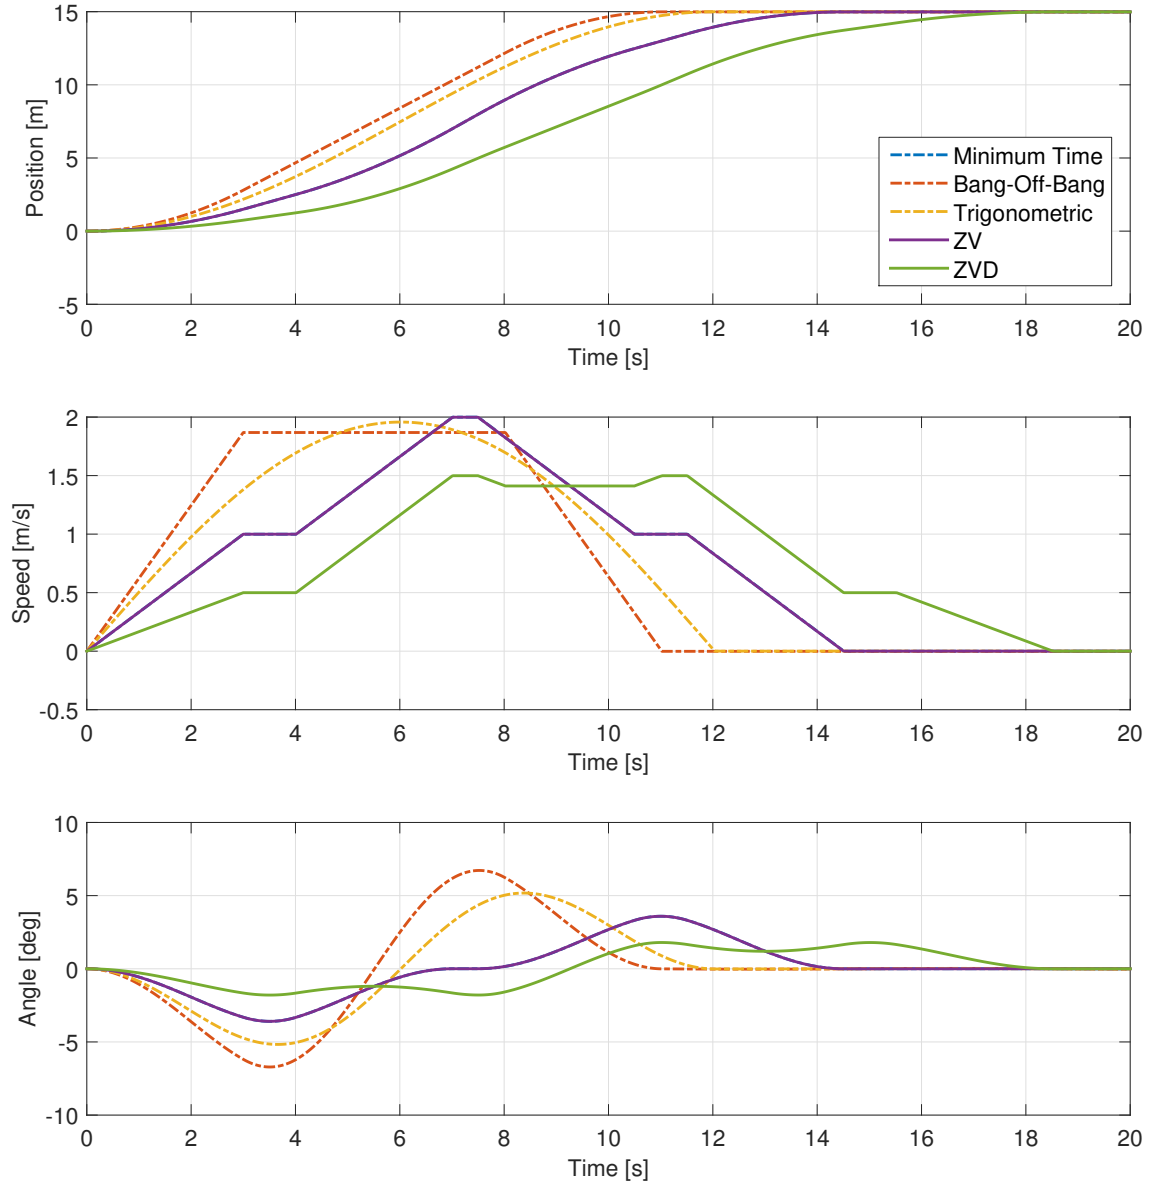 15
10
5
0
-5
Position [m]
0 2 4 6 8 10 12 14 16 18 20
Time [s]
Minimum Time
Bang-Off-Bang
Trigonometric
ZV
ZVD
2
1.5
1
0.5
0
-0.5
Speed [m/s]
0 2 4 6 8 10 12 14 16 18 20
Time [s]
10
5
0
-5
-10
Angle [deg]
0 2 4 6 8 10 12 14 16 18 20
Time [s]